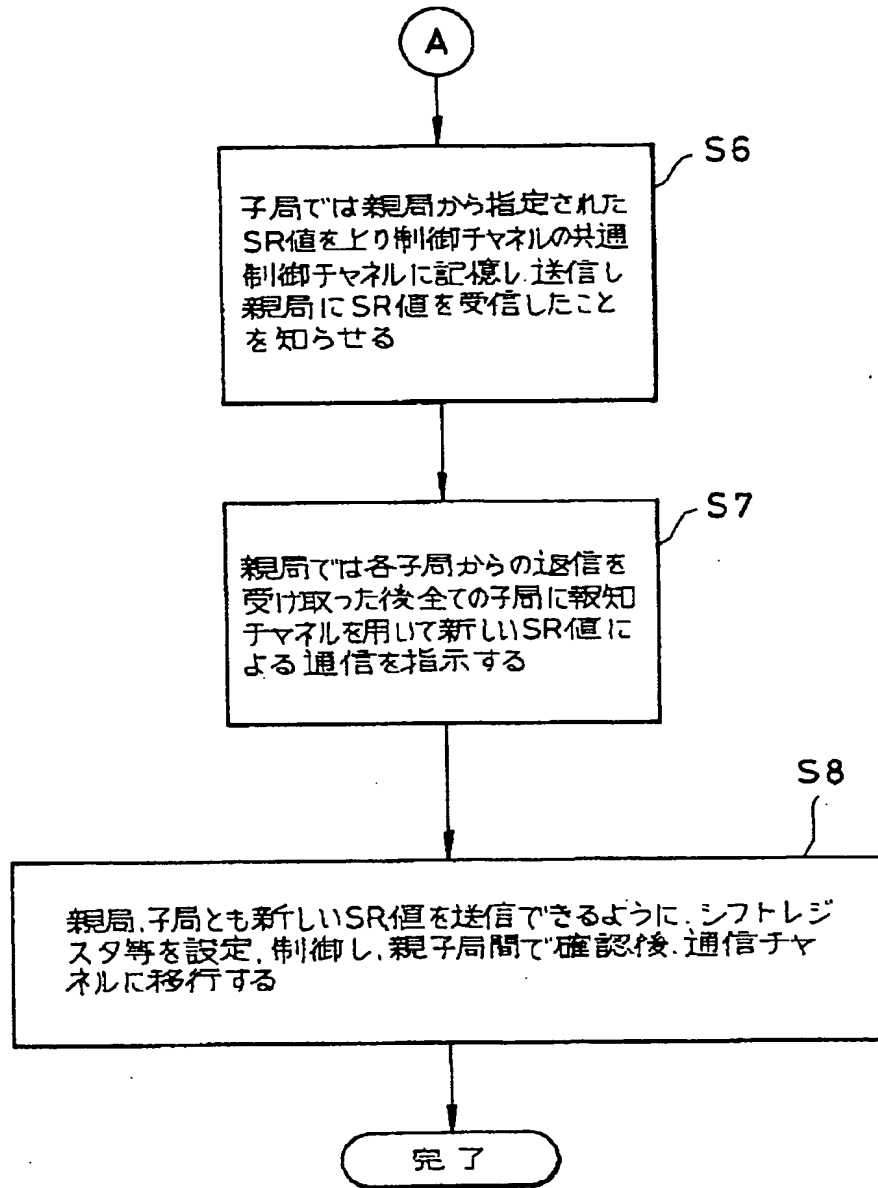 A
S6
子局では親局から指定された
SR値を上り制御チャネルの共通
制御チャネルに記憶し、送信し
親局にSR値を受信したこと
を知らせる
S7
親局では各子局からの返信を
受け取った後全ての子局に報知
チャネルを用いて新しいSR値に
よる通信を指示する
S8
親局、子局とも新しいSR値を送信できるように、シフトレジ
スタ等を設定、制御し、親子局間で確認後、通信チャ
ネルに移行する
完了